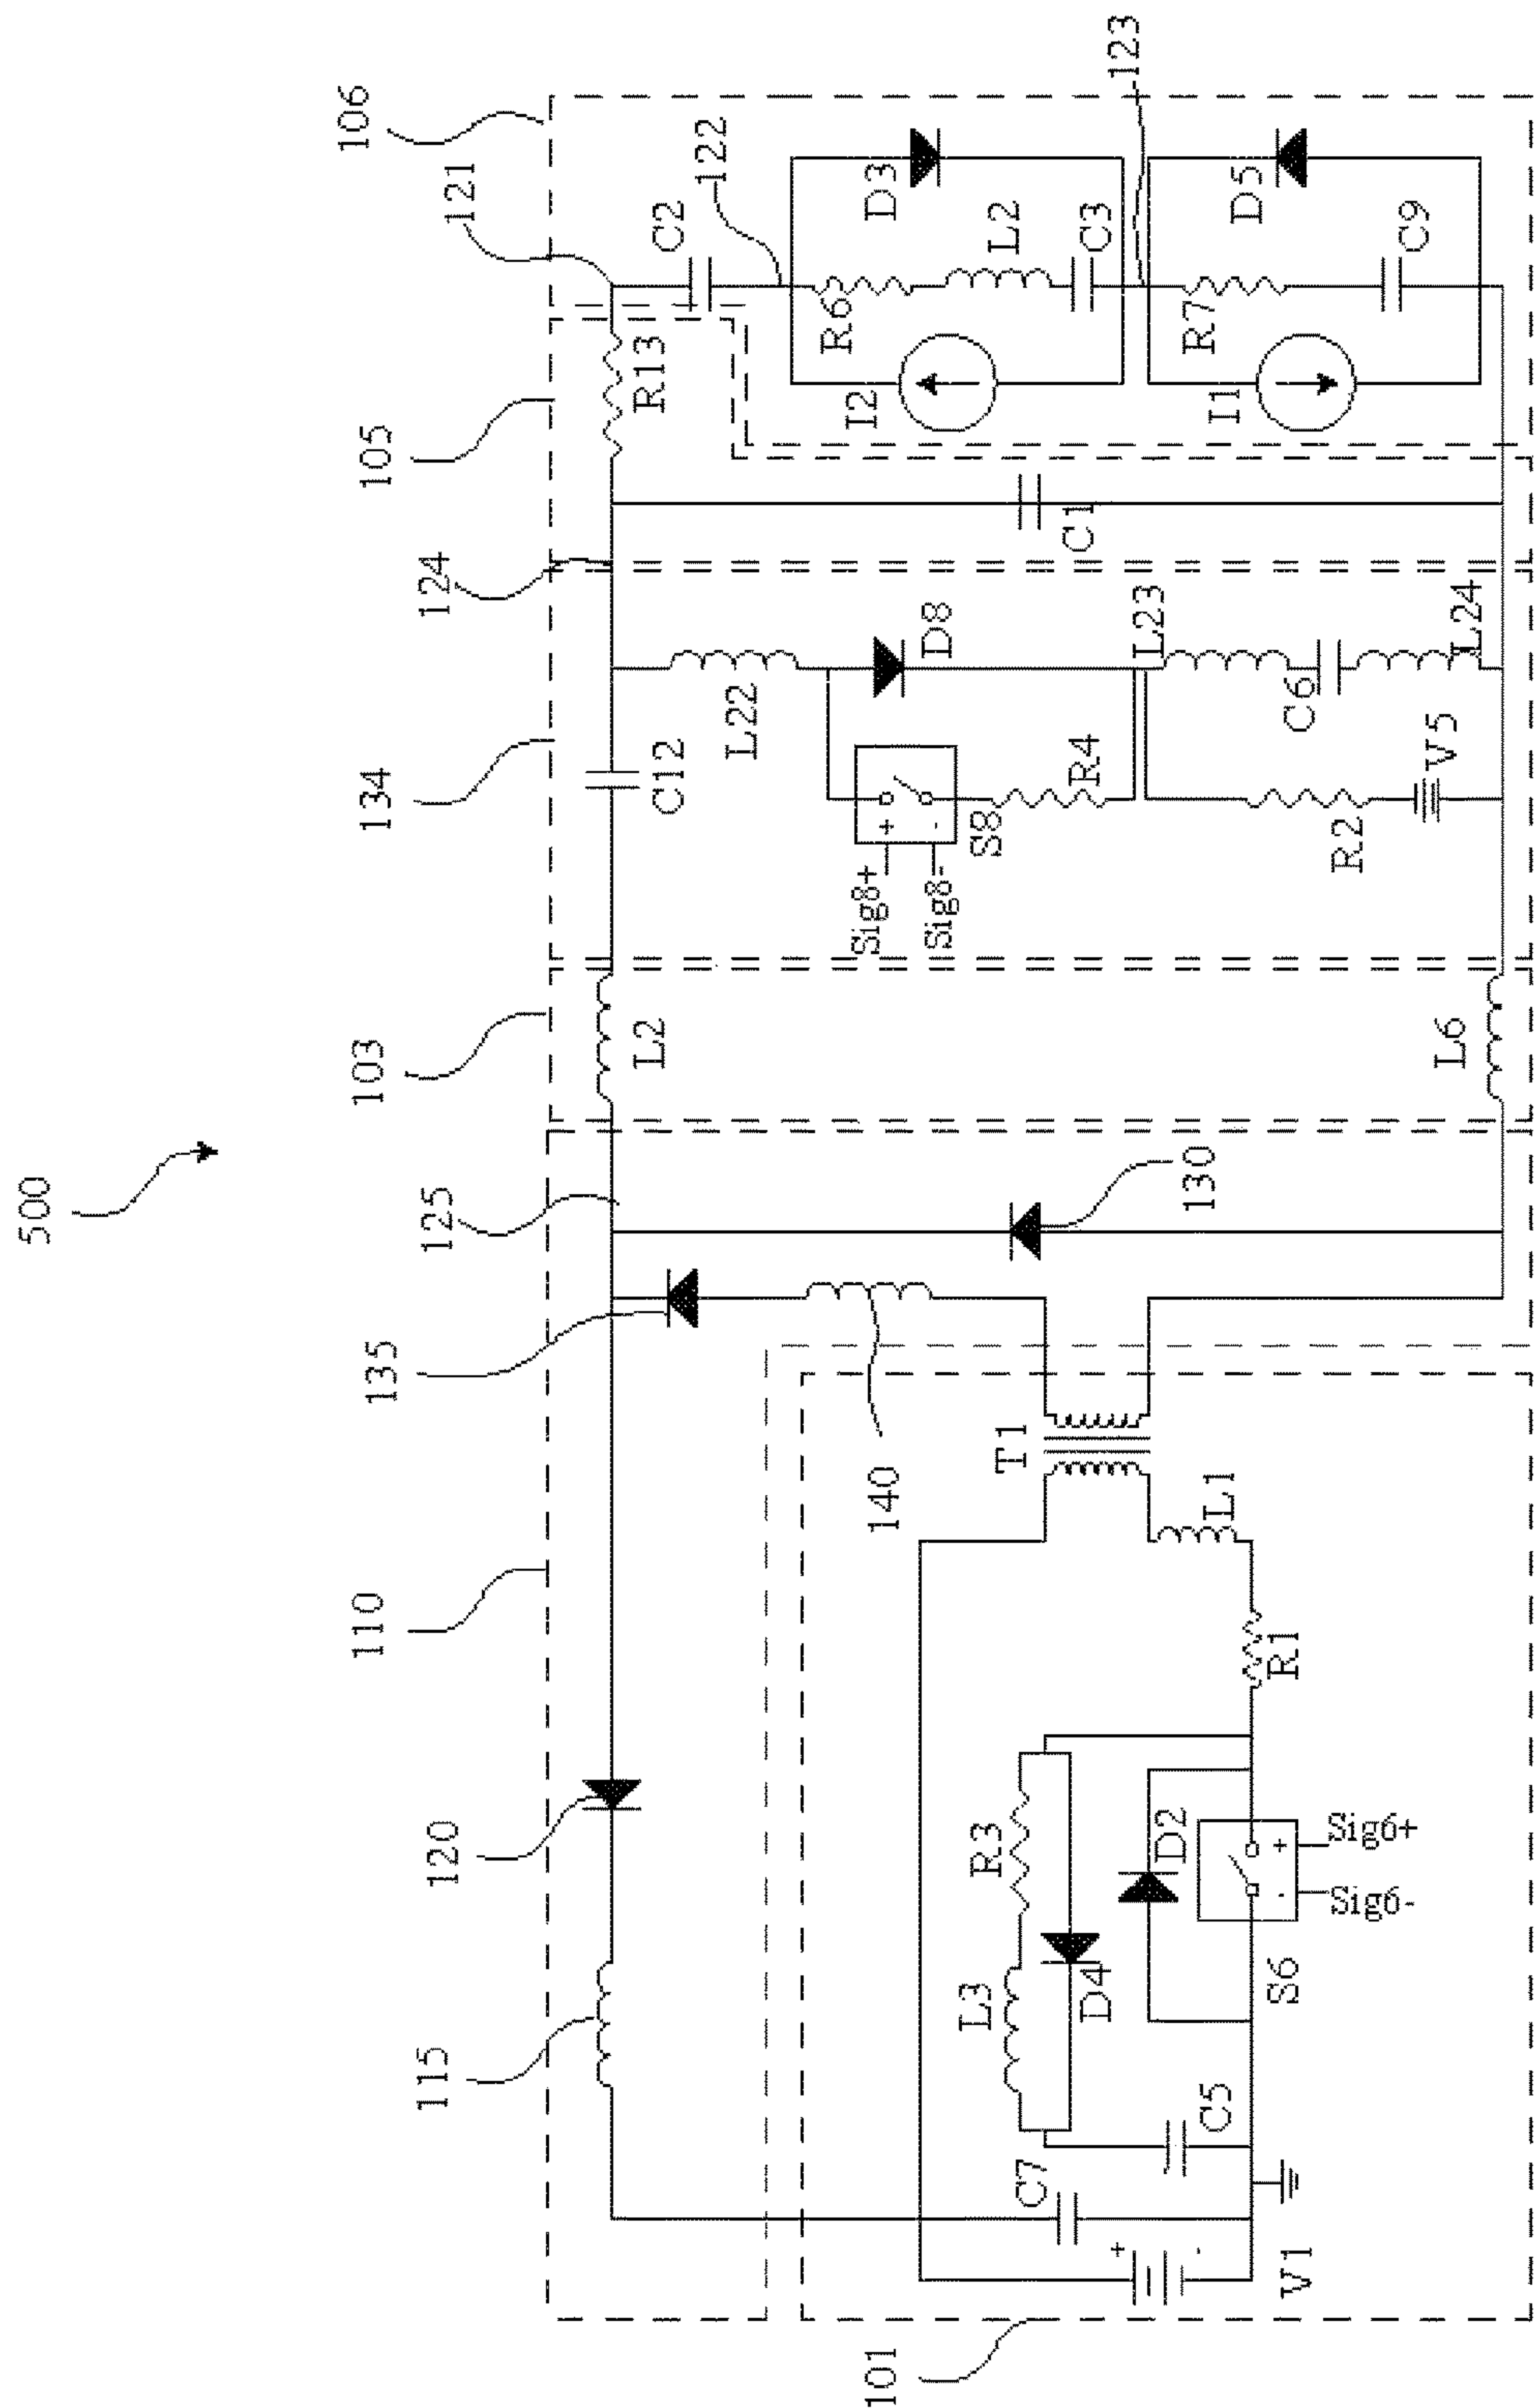 500
106
121
122
123
C2
D3
R6
L2
C3
I2
D5
R7
C9
I1
105
R13
C1
124
134
C12
L22
D8
S8
R4
Sig8+
Sig8-
+
-
L23
C6
L24
R2
V5
103
L2
L6
125
130
135
140
110
120
115
T1
L1
R1
R3
L3
D4
D2
S6
Sig6+
Sig6-
+
-
C5
C7
V1
+
-
101